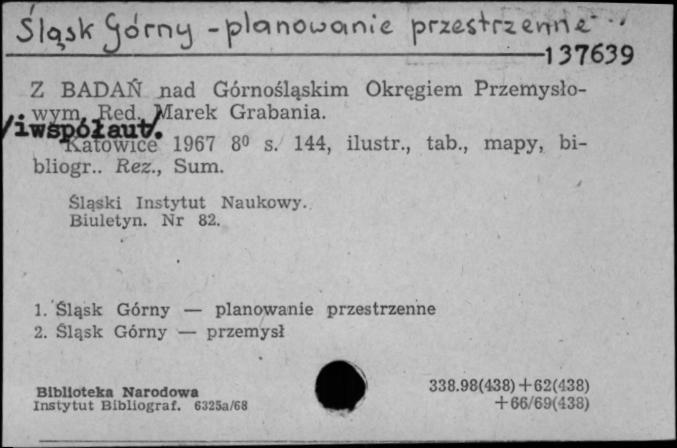 Śląsk Górny - planowanie przestrzenne
137639
Z BADAŃ nad Górnośląskim Okręgiem Przemysło-
wym. Red. Marek Grabania.
/iwspółaut/.
Katowice 1967 8⁰ s. 144, ilustr., tab., mapy, bi-
bliogr.. Rez., Sum.
Śląski Instytut Naukowy.
Biuletyn. Nr 82.
1. Śląsk Górny — planowanie przestrzenne
2. Śląsk Górny — przemysł
Biblioteka Narodowa
Instytut Bibliograf. 6325a/68
338.98(438)+62(438)
+66/69(438)